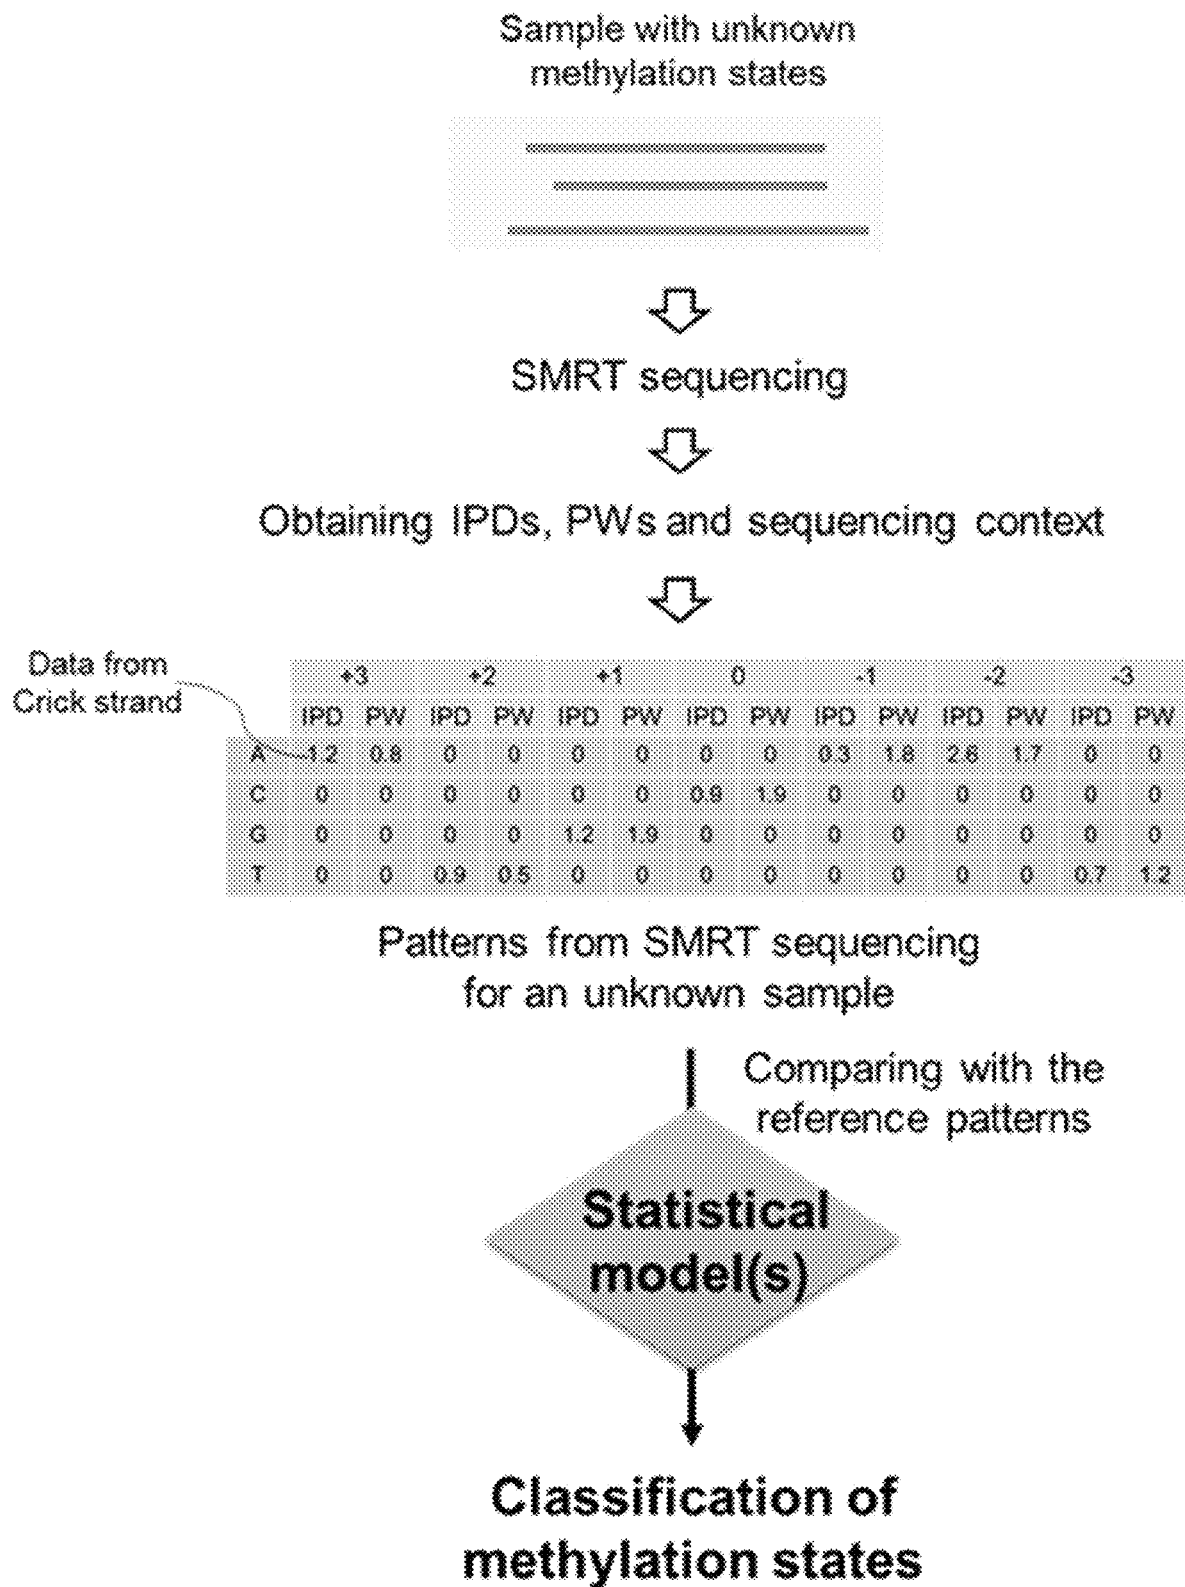 Sample with unknown
methylation states
SMRT sequencing
Obtaining IPDs, PWs and sequencing context
Data from
Crick strand
+3 +2 +1 0 -1 -2 -3
IPD PW IPD PW IPD PW IPD PW IPD PW IPD PW IPD PW
A 1.2 0.8 0 0 0 0 0 0 0.3 1.8 2.6 1.7 0 0
C 0 0 0 0 0 0 0.9 1.9 0 0 0 0 0 0
G 0 0 0 0 1.2 1.9 0 0 0 0 0 0 0 0
T 0 0 0.9 0.5 0 0 0 0 0 0 0 0 0.7 1.2
Patterns from SMRT sequencing
for an unknown sample
Comparing with the
reference patterns
Statistical
model(s)
Classification of
methylation states